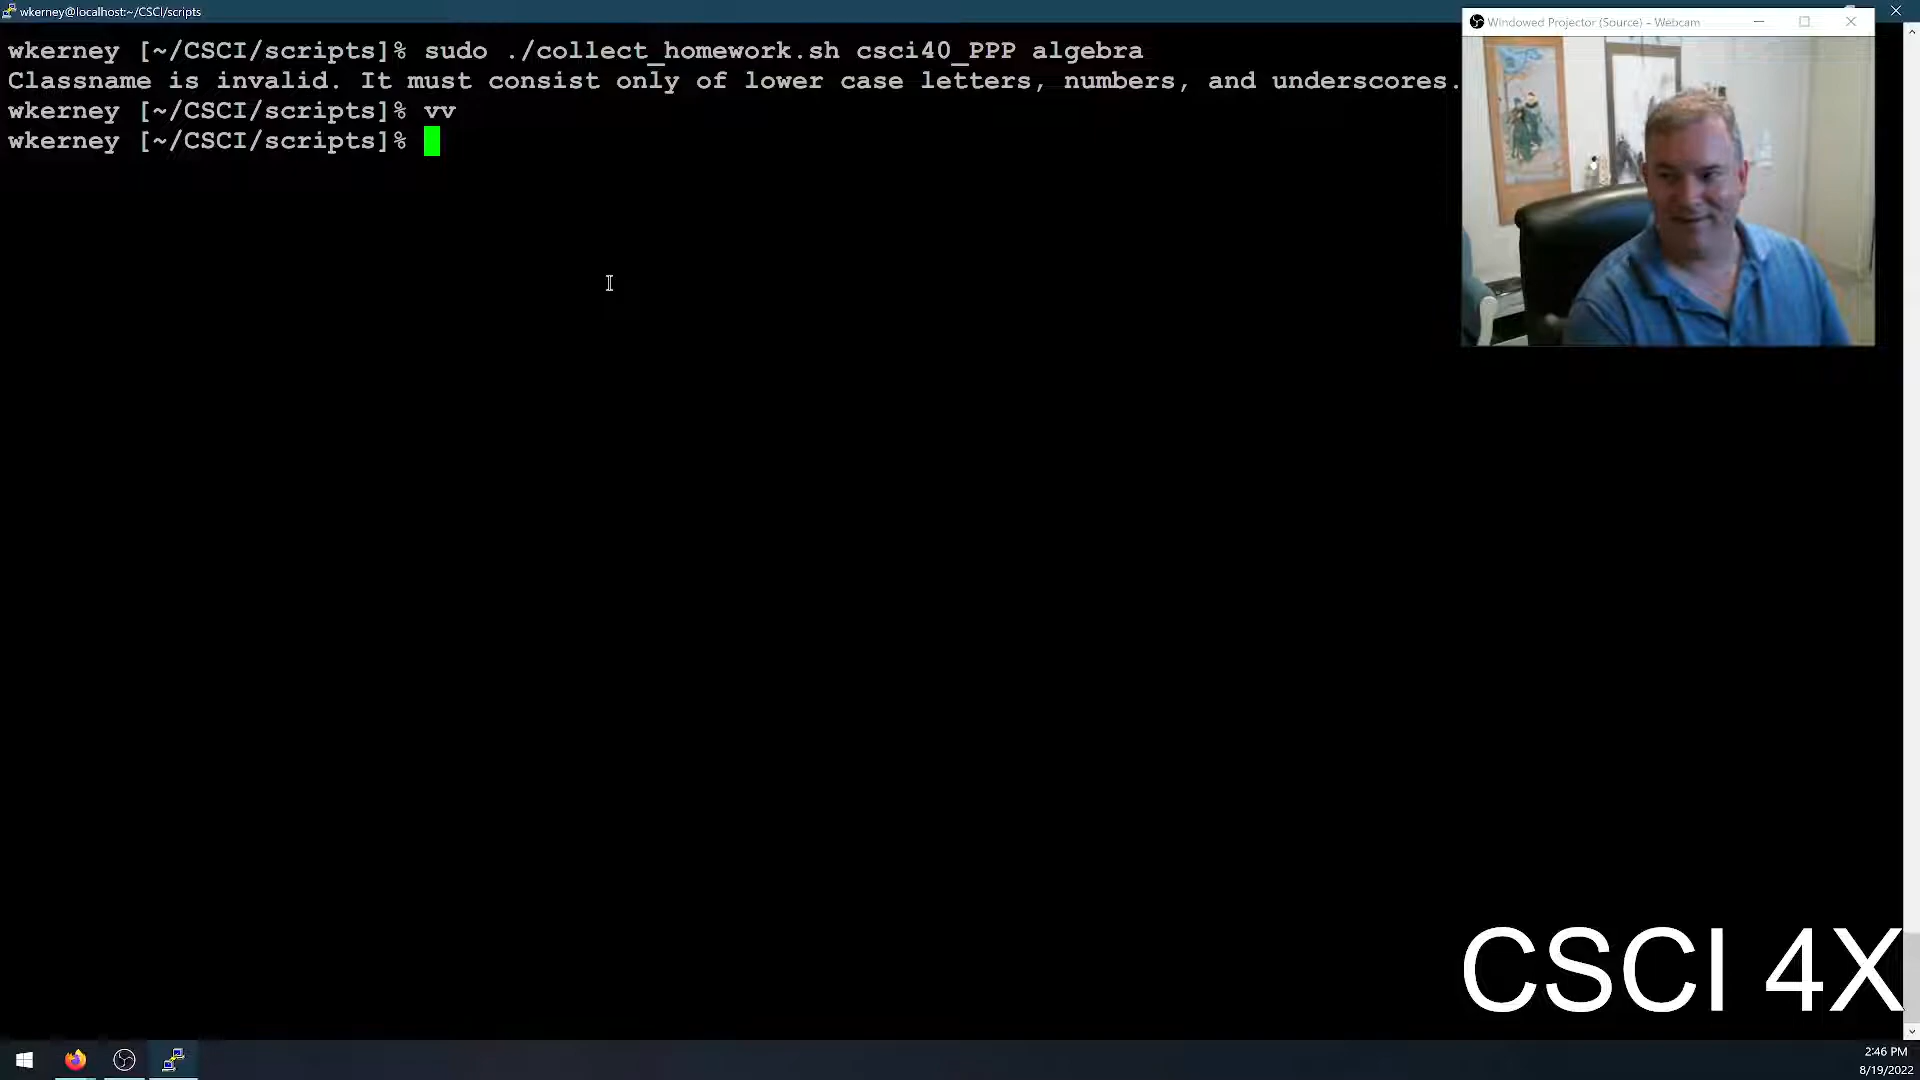 wkerney@localhost:~/CSCI/scripts
Windowed Projector (Source) - Webcam
wkerney [~/CSCI/scripts]% sudo ./collect_homework.sh csci40_PPP algebra
Classname is invalid. It must consist only of lower case letters, numbers, and underscores.
wkerney [~/CSCI/scripts]% vv
wkerney [~/CSCI/scripts]%
CSCI 4X
2:46 PM
8/19/2022